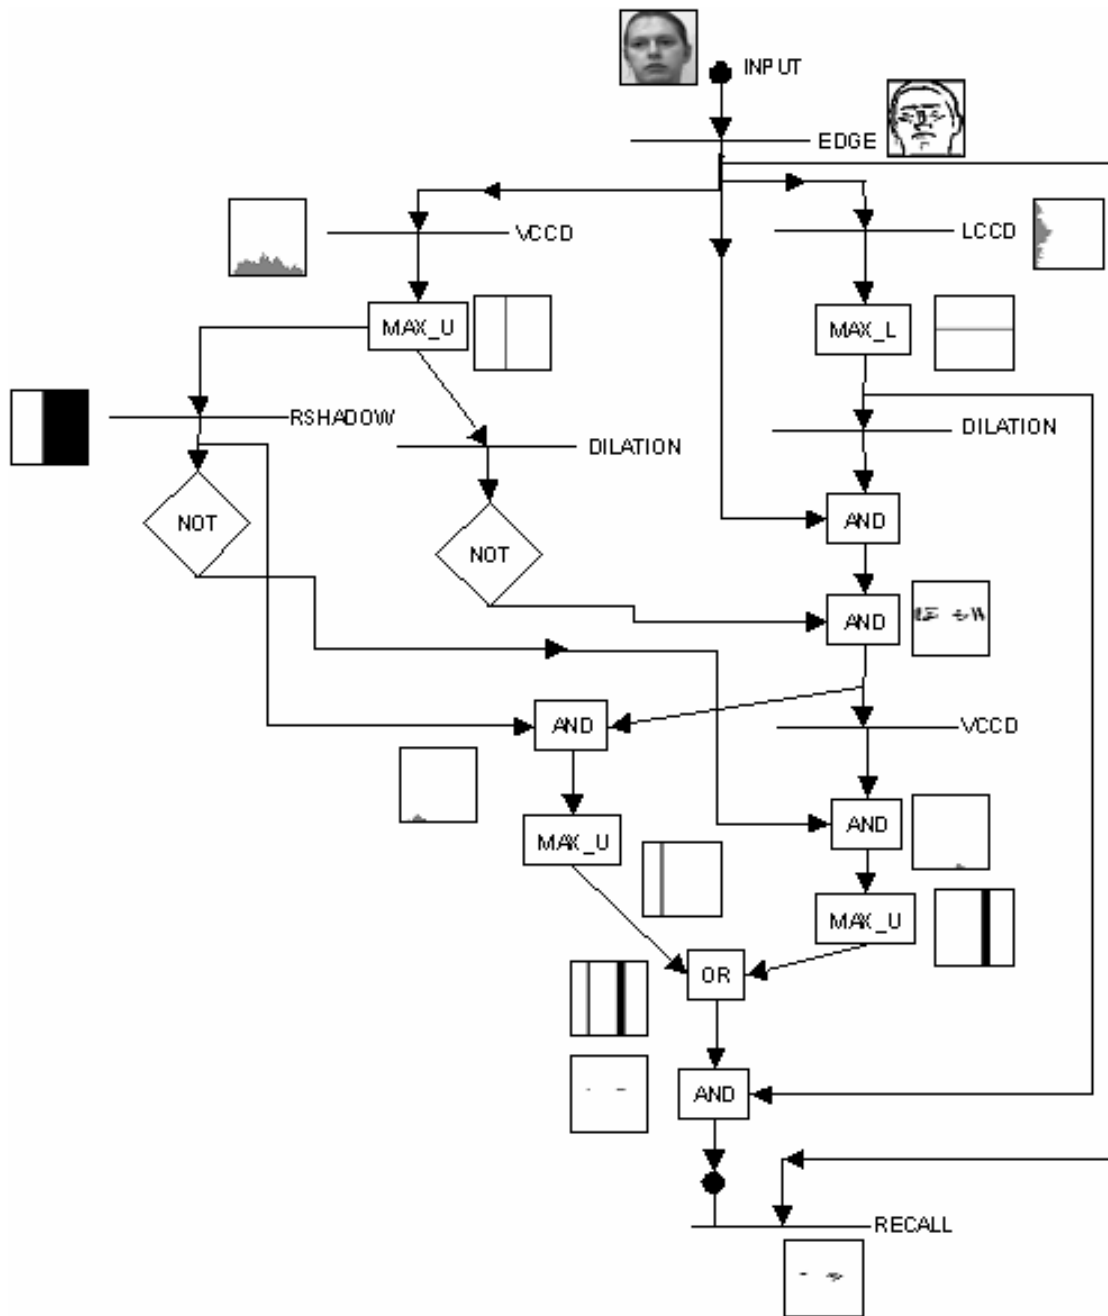 INPUT
EDGE
VCCD
LCCD
MAX_U
MAX_L
RSHADOW
DILATION
DILATION
NOT
NOT
AND
AND
AND
VCCD
AND
MAX_U
MAX_U
OR
AND
RECALL